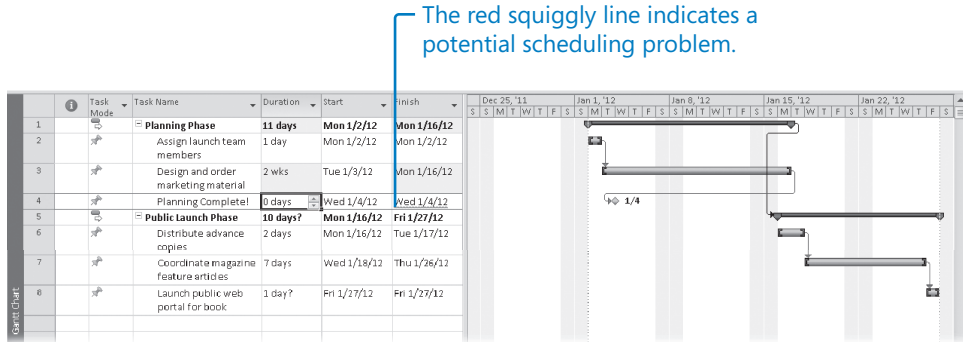 The red squiggly line indicates a
potential scheduling problem.
Task Mode Task Name Duration Start Finish
Dec 25, '11 Jan 1, '12 Jan 8, '12 Jan 15, '12 Jan 22, '12
S S M T W T F S S M T W T F S S M T W T F S S M T W T F S S M T W T F S
1 Planning Phase 11 days Mon 1/2/12 Mon 1/16/12
2 Assign launch team members 1 day Mon 1/2/12 Mon 1/2/12
3 Design and order marketing material 2 wks Tue 1/3/12 Mon 1/16/12
4 Planning Complete! 0 days Wed 1/4/12 Wed 1/4/12
1/4
5 Public Launch Phase 10 days? Mon 1/16/12 Fri 1/27/12
6 Distribute advance copies 2 days Mon 1/16/12 Tue 1/17/12
7 Coordinate magazine feature articles 7 days Wed 1/18/12 Thu 1/26/12
8 Launch public web portal for book 1 day? Fri 1/27/12 Fri 1/27/12
Gantt Chart